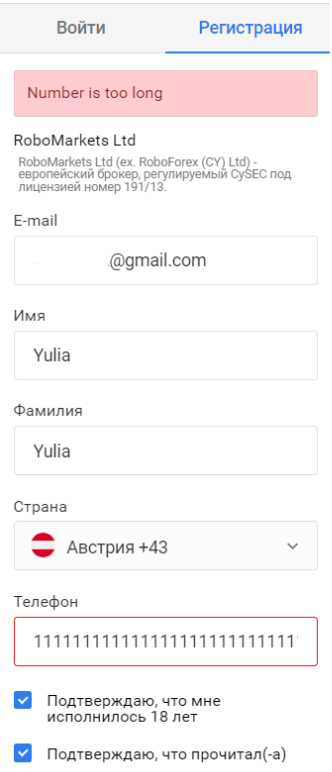 Войти Регистрация
Number is too long
RoboMarkets Ltd
RoboMarkets Ltd (ex. RoboForex (CY) Ltd) -
европейский брокер, регулируемый CySEC под
лицензией номер 191/13.
E-mail
@gmail.com
Имя
Yulia
Фамилия
Yulia
Страна
Австрия +43
Телефон
111111111111111111111111111
Подтверждаю, что мне
исполнилось 18 лет
Подтверждаю, что прочитал(-а)